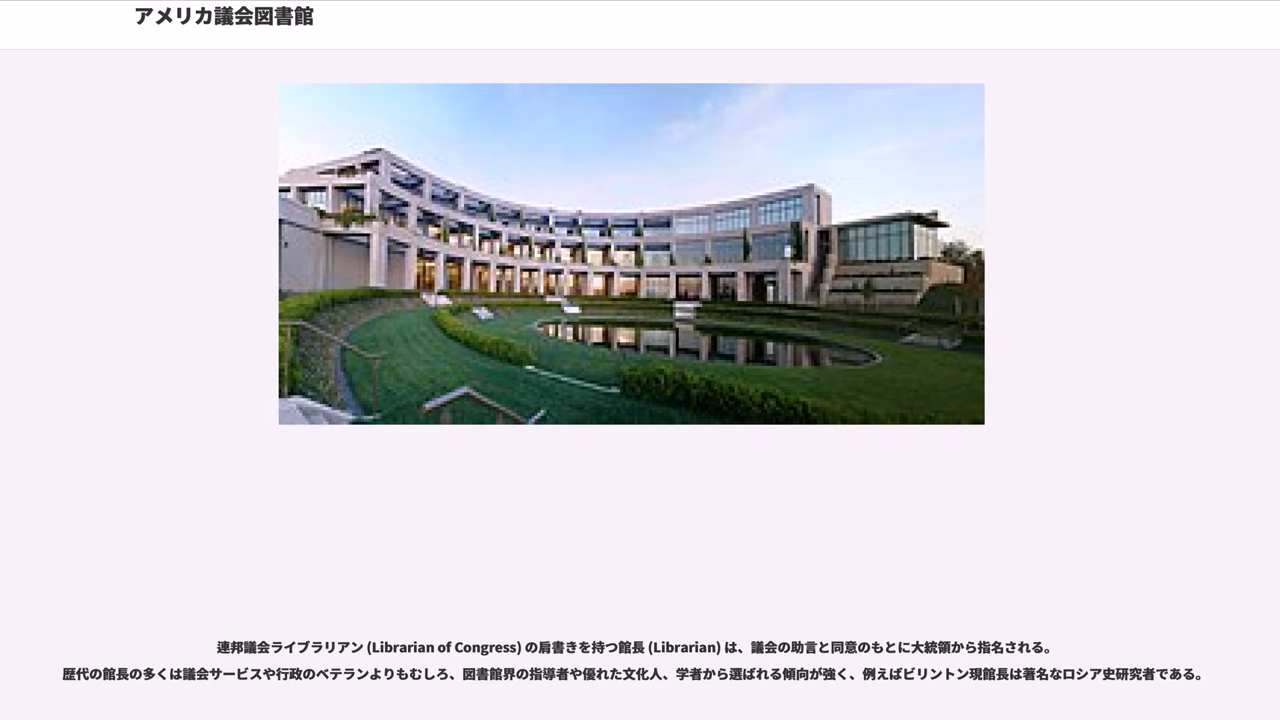 アメリカ議会図書館
連邦議会ライブラリアン (Librarian of Congress) の肩書きを持つ館長 (Librarian) は、議会の助言と同意のもとに大統領から指名される。
歴代の館長の多くは議会サービスや行政のベテランよりもむしろ、図書館界の指導者や優れた文化人、学者から選ばれる傾向が強く、例えばビリントン現館長は著名なロシア史研究者である。